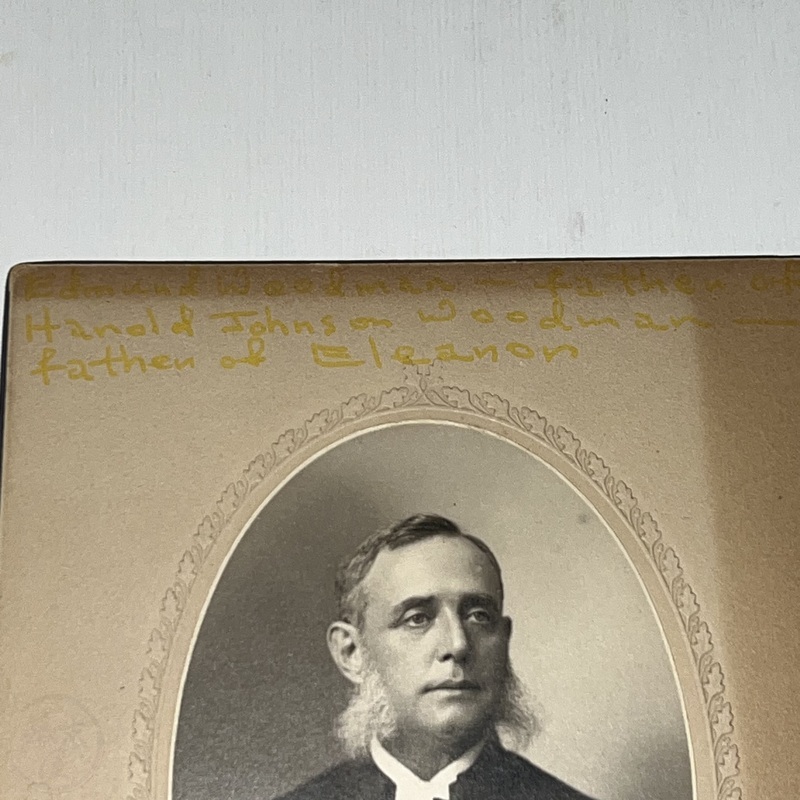 Edmund Woodman - father of
Harold Johnson Woodman —
father of Eleanor